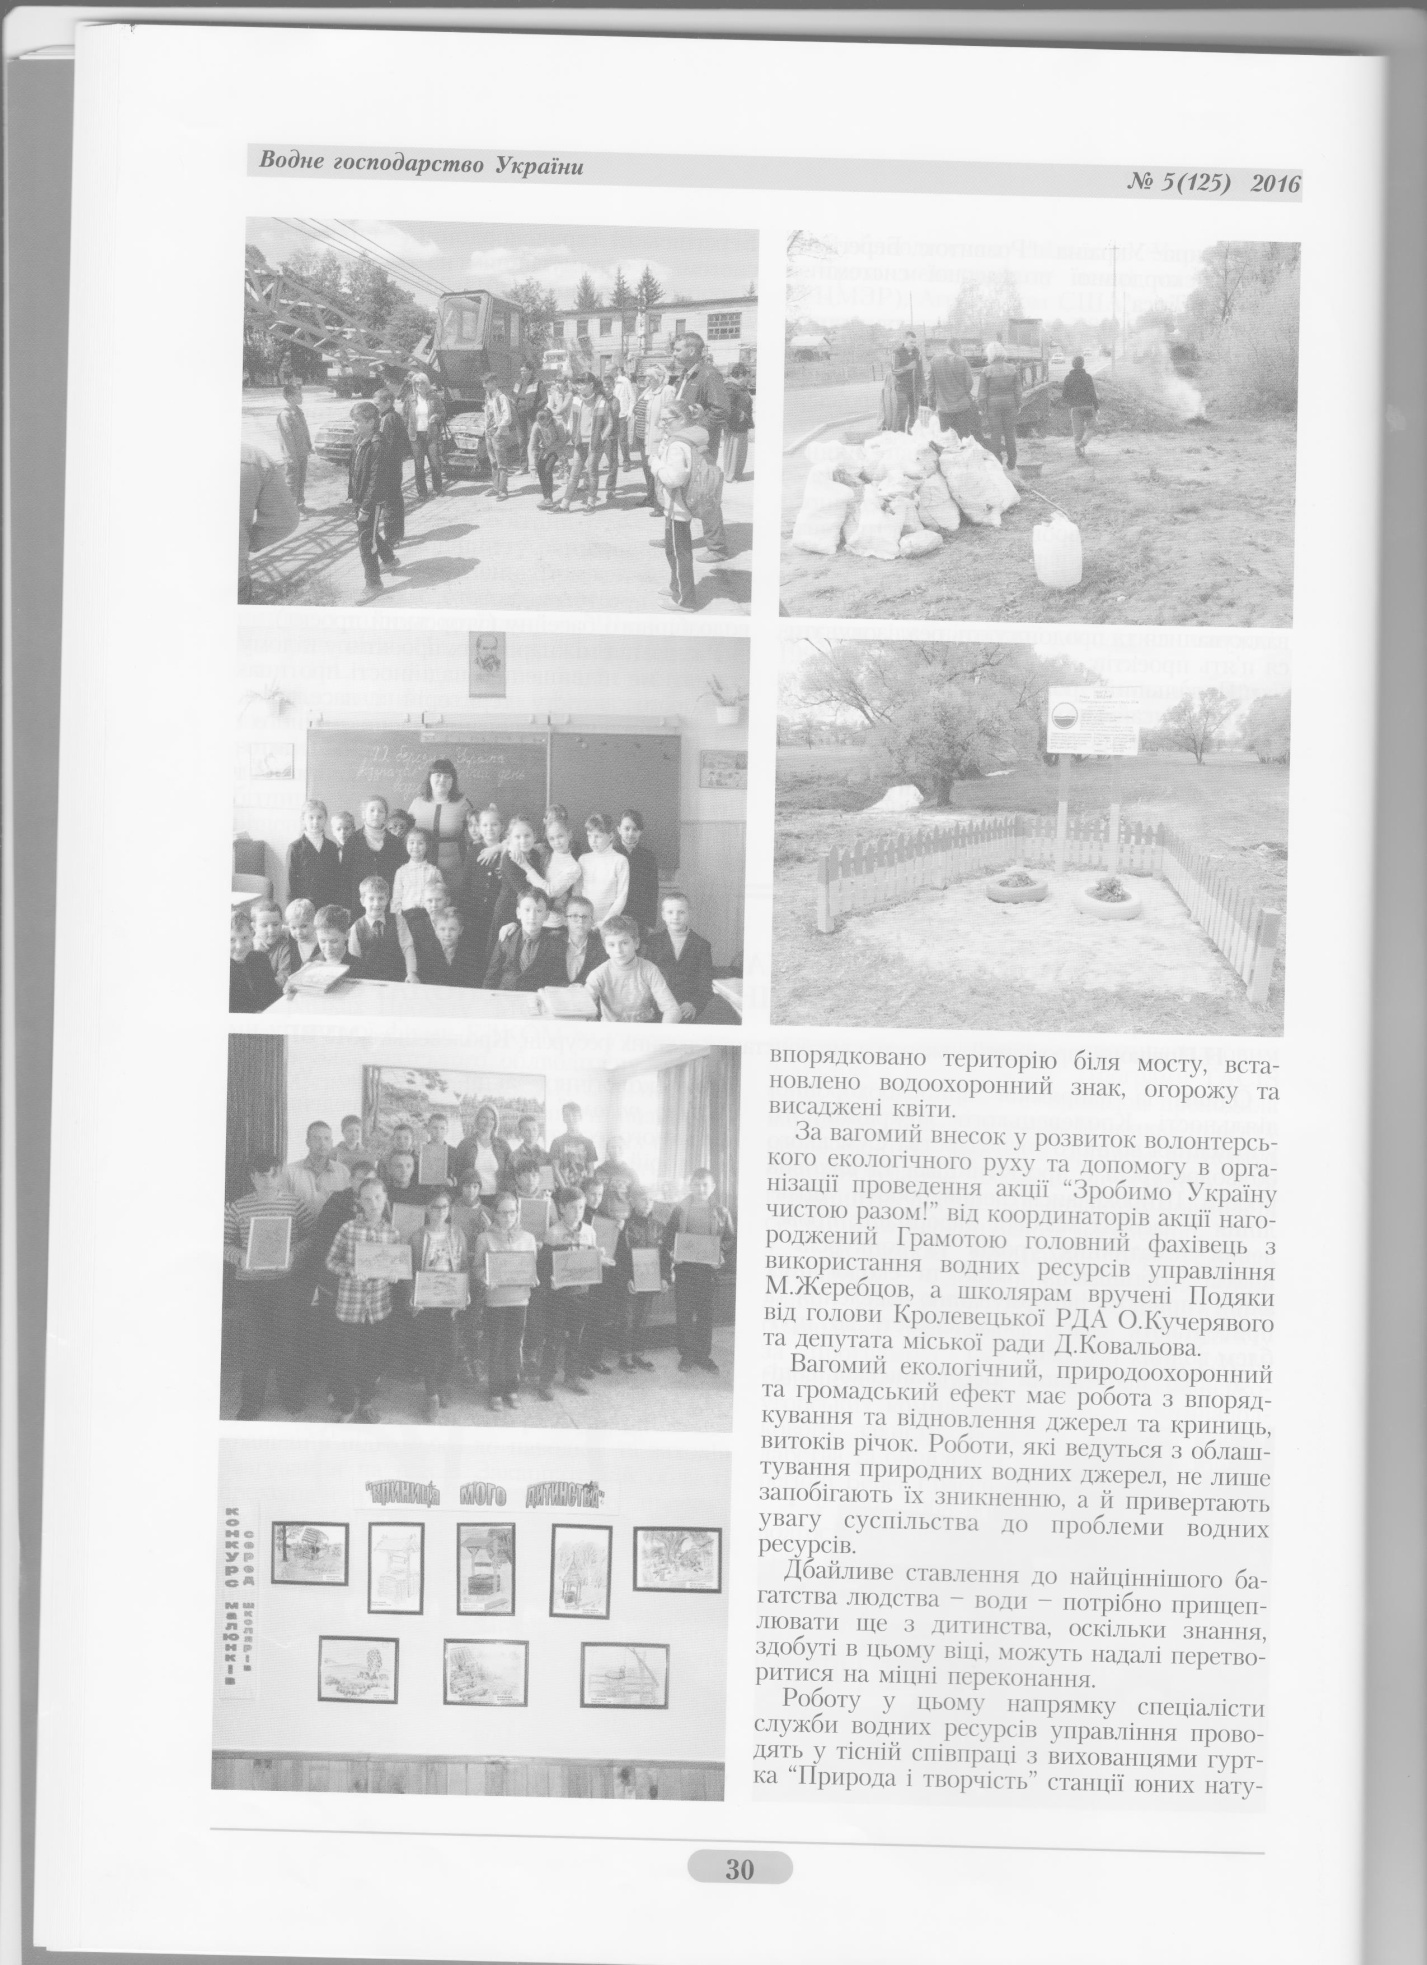 Водне господарство України
№ 5(125) 2016
впорядковано територію біля мосту, вста-
новлено водоохоронний знак, огорожу та
висаджені квіти.
За вагомий внесок у розвиток волонтерсь-
кого екологічного руху та допомогу в орга-
нізації проведення акції “Зробимо Україну
чистою разом!” від координаторів акції наго-
роджений Грамотою головний фахівець з
використання водних ресурсів управління
М.Жеребцов, а школярам вручені Подяки
від голови Кролевецької РДА О.Кучерявого
та депутата міської ради Д.Ковальова.
Вагомий екологічний, природоохоронний
та громадський ефект має робота з впоряд-
кування та відновлення джерел та криниць,
витоків річок. Роботи, які ведуться з облаш-
тування природних водних джерел, не лише
запобігають їх зникненню, а й привертають
увагу суспільства до проблеми водних
ресурсів.
Дбайливе ставлення до найціннішого ба-
гатства людства – води – потрібно прищеп-
лювати ще з дитинства, оскільки знання,
здобуті в цьому віці, можуть надалі перетво-
ритися на міцні переконання.
Роботу у цьому напрямку спеціалісти
служби водних ресурсів управління прово-
дять у тісній співпраці з вихованцями гурт-
ка “Природа і творчість” станції юних нату-
"КРИНИЦЯ МОГО ДИТИНСТВА"
КОНКУРС МАЛЮНКІВ
СЕРЕД ШКОЛЯРІВ
30